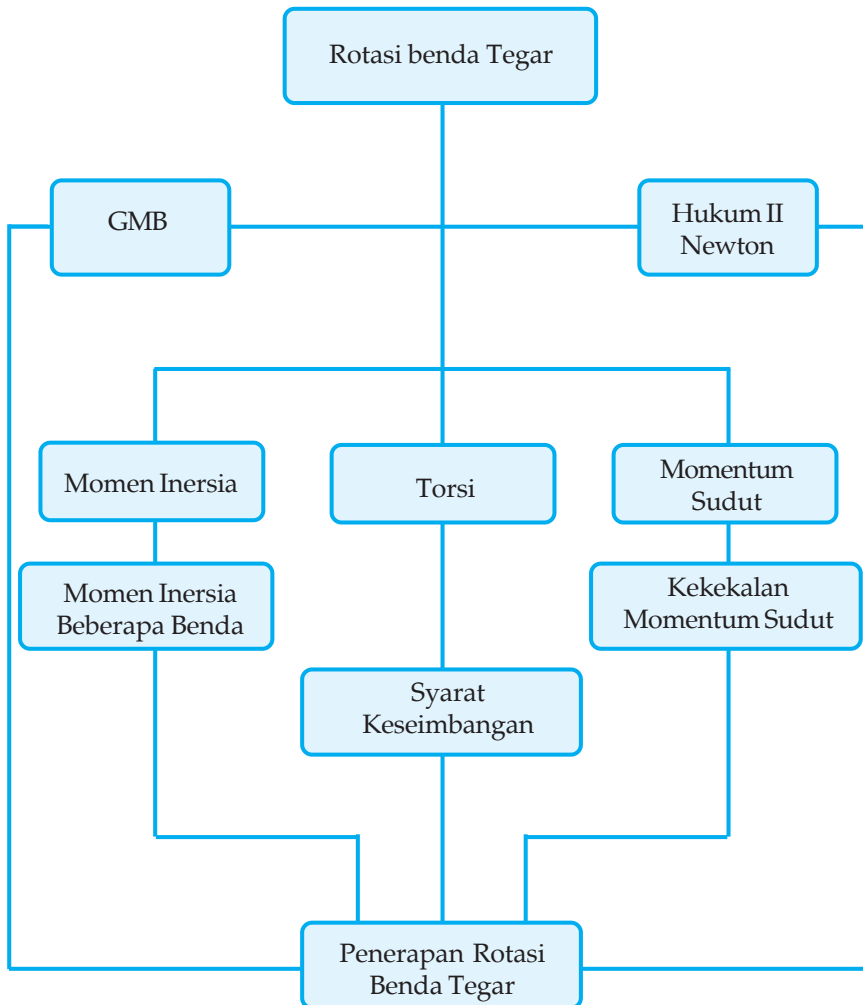 Rotasi benda Tegar
GMB
Hukum II
Newton
Momen Inersia
Torsi
Momentum
Sudut
Momen Inersia
Beberapa Benda
Kekekalan
Momentum Sudut
Syarat
Keseimbangan
Penerapan Rotasi
Benda Tegar